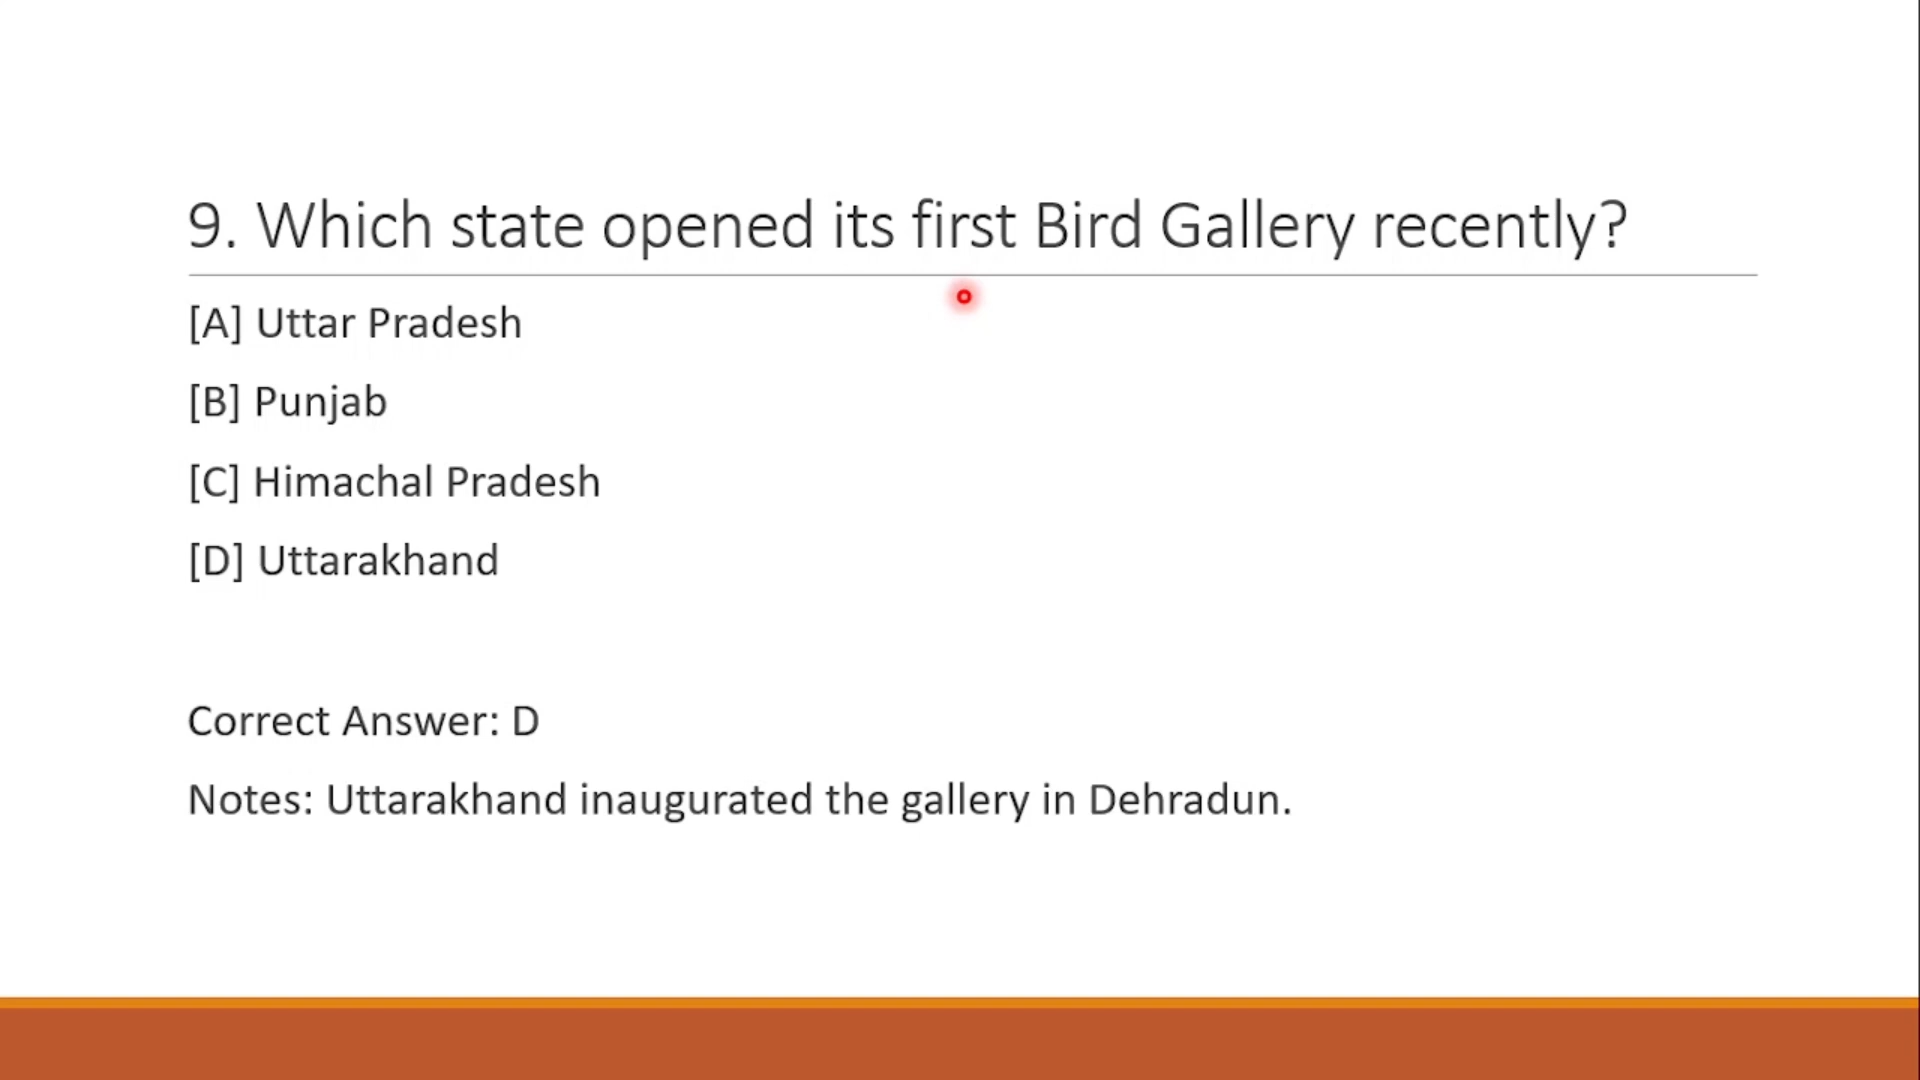 9. Which state opened its first Bird Gallery recently?
[A] Uttar Pradesh
[B] Punjab
[C] Himachal Pradesh
[D] Uttarakhand
Correct Answer: D
Notes: Uttarakhand inaugurated the gallery in Dehradun.